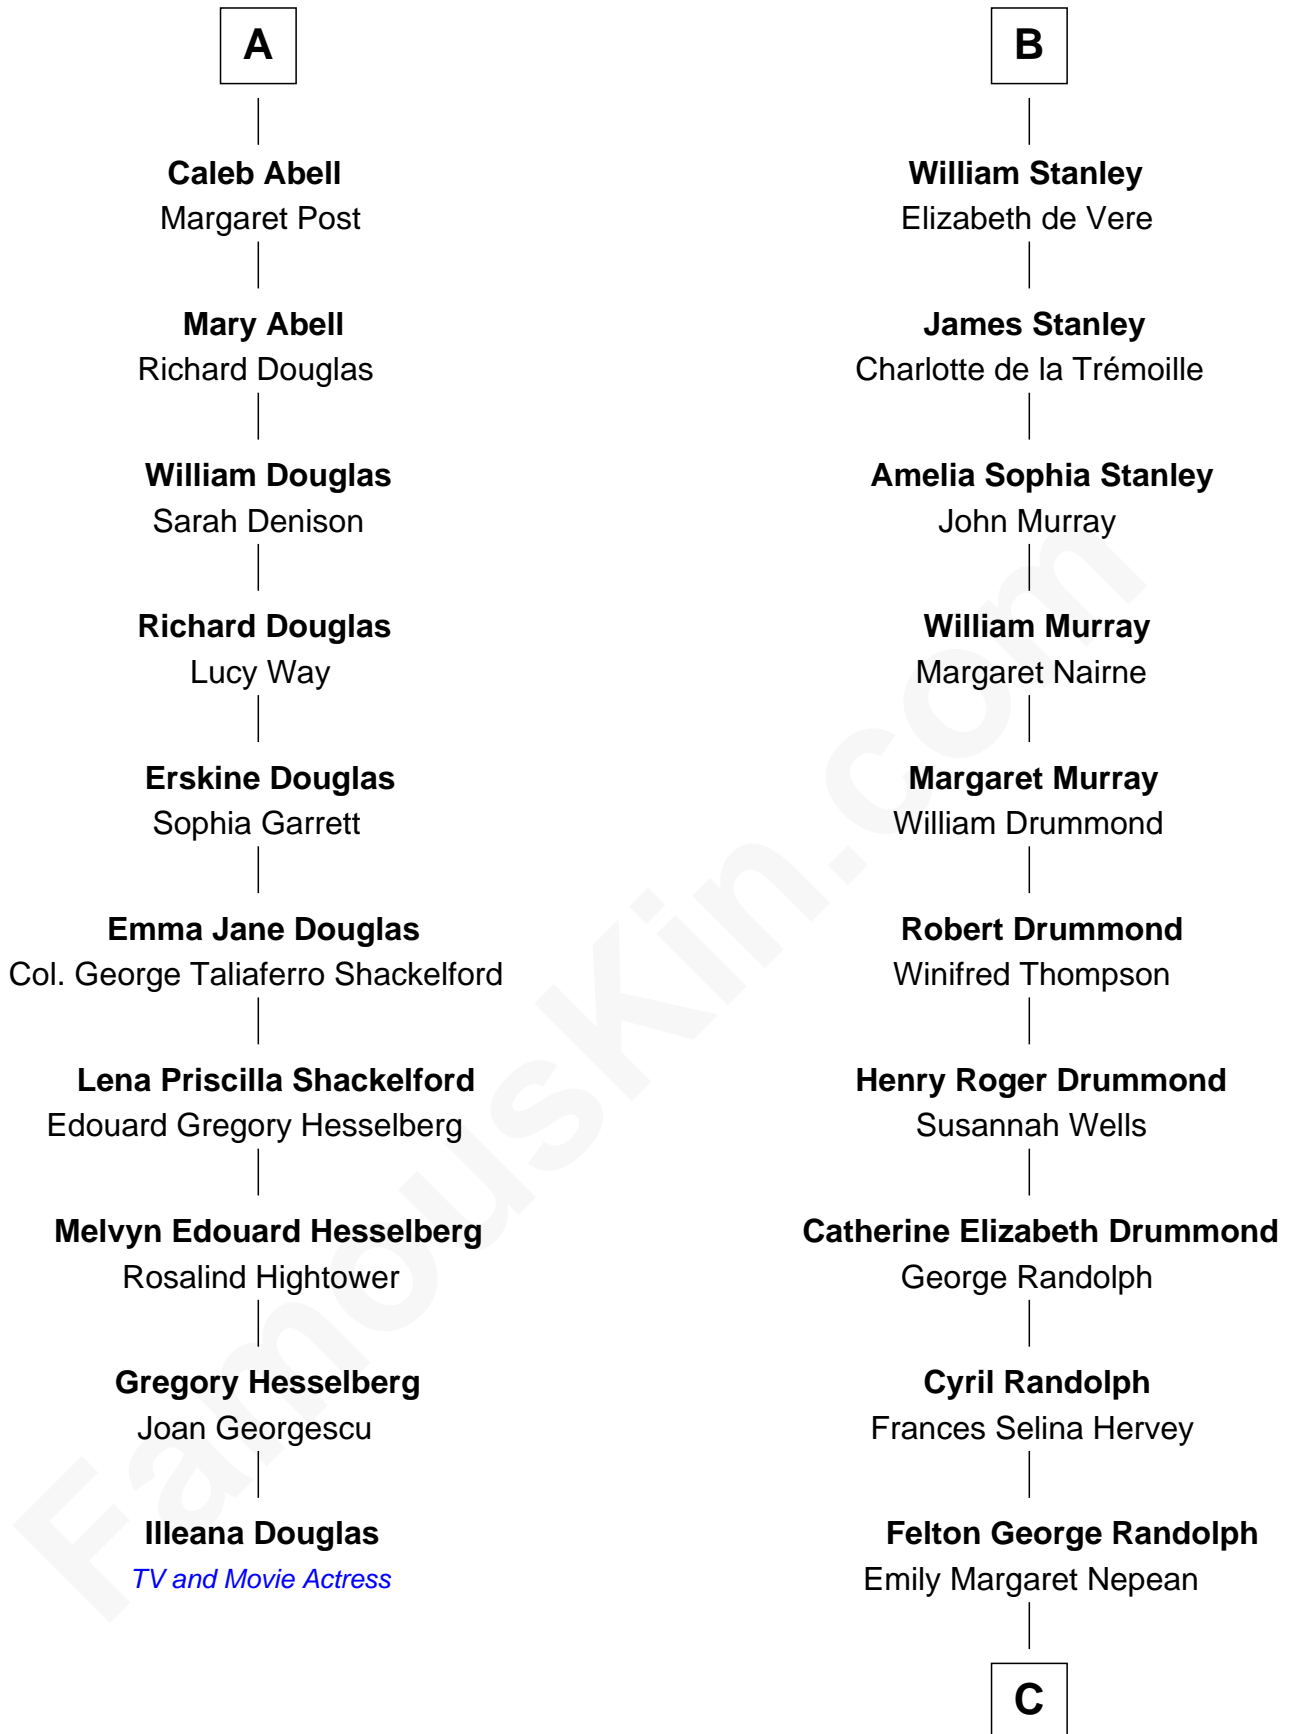 A
Caleb Abell
Margaret Post
Mary Abell
Richard Douglas
William Douglas
Sarah Denison
Richard Douglas
Lucy Way
Erskine Douglas
Sophia Garrett
Emma Jane Douglas
Col. George Taliaferro Shackelford
Lena Priscilla Shackelford
Edouard Gregory Hesselberg
Melvyn Edouard Hesselberg
Rosalind Hightower
Gregory Hesselberg
Joan Georgescu
Illeana Douglas
TV and Movie Actress
B
William Stanley
Elizabeth de Vere
James Stanley
Charlotte de la Trémoille
Amelia Sophia Stanley
John Murray
William Murray
Margaret Nairne
Margaret Murray
William Drummond
Robert Drummond
Winifred Thompson
Henry Roger Drummond
Susannah Wells
Catherine Elizabeth Drummond
George Randolph
Cyril Randolph
Frances Selina Hervey
Felton George Randolph
Emily Margaret Nepean
C
FamousKin.com